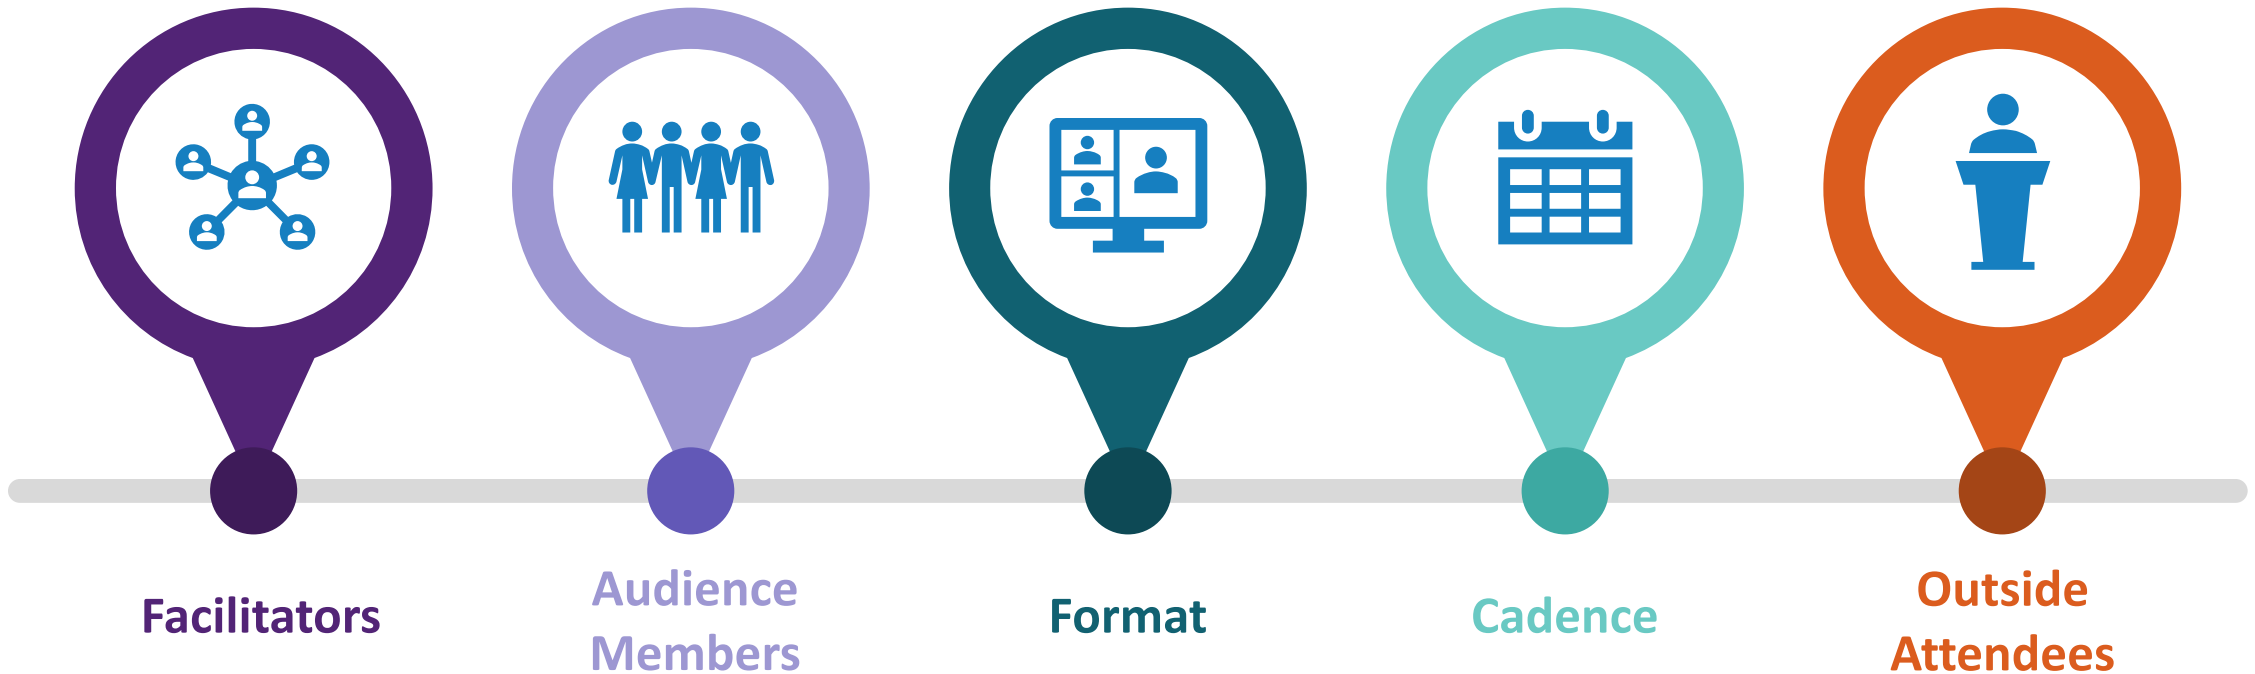 Facilitators
Audience
Members
Format
Cadence
Outside
Attendees